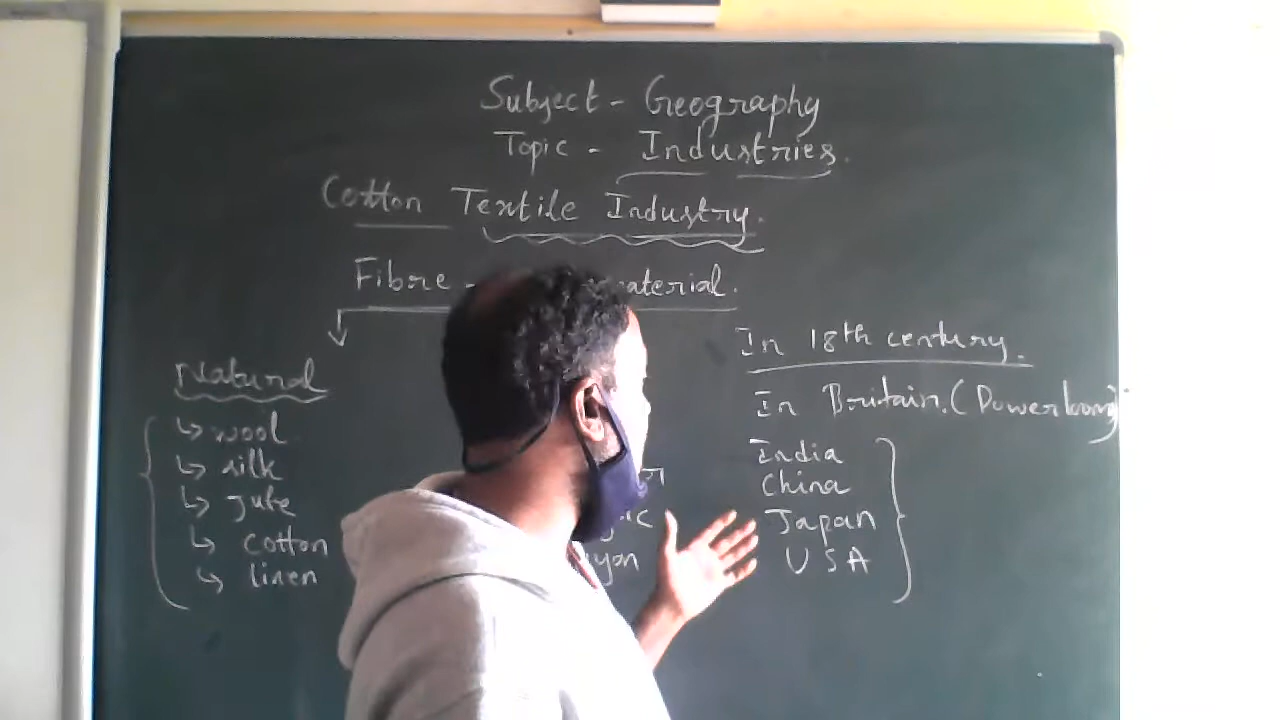 Subject - Geography
Topic - Industries.
Cotton Textile Industry.
Fibre - material.
Natural
↳ wool
↳ silk
↳ Jute
↳ cotton
↳ linen
In 18th century.
In Britain. (Powerloom)
India
China
Japan
USA